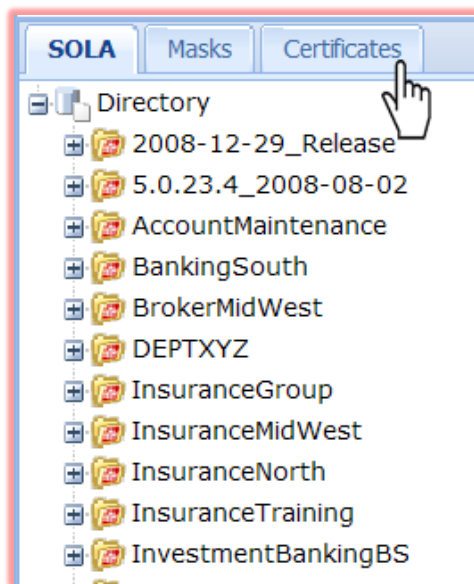 SOLA Masks Certificates
Directory
2008-12-29_Release
5.0.23.4_2008-08-02
AccountMaintenance
BankingSouth
BrokerMidWest
DEPTXYZ
InsuranceGroup
InsuranceMidWest
InsuranceNorth
InsuranceTraining
InvestmentBankingBS